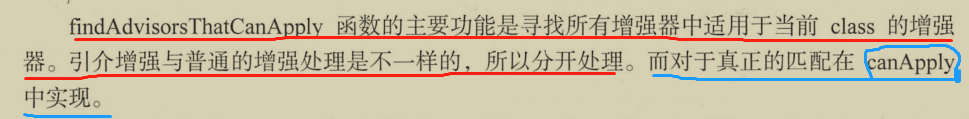 findAdvisorsThatCanApply 函数的主要功能是寻找所有增强器中适用于当前 class 的增强
器。引介增强与普通的增强处理是不一样的，所以分开处理。而对于真正的匹配在 canApply
中实现。